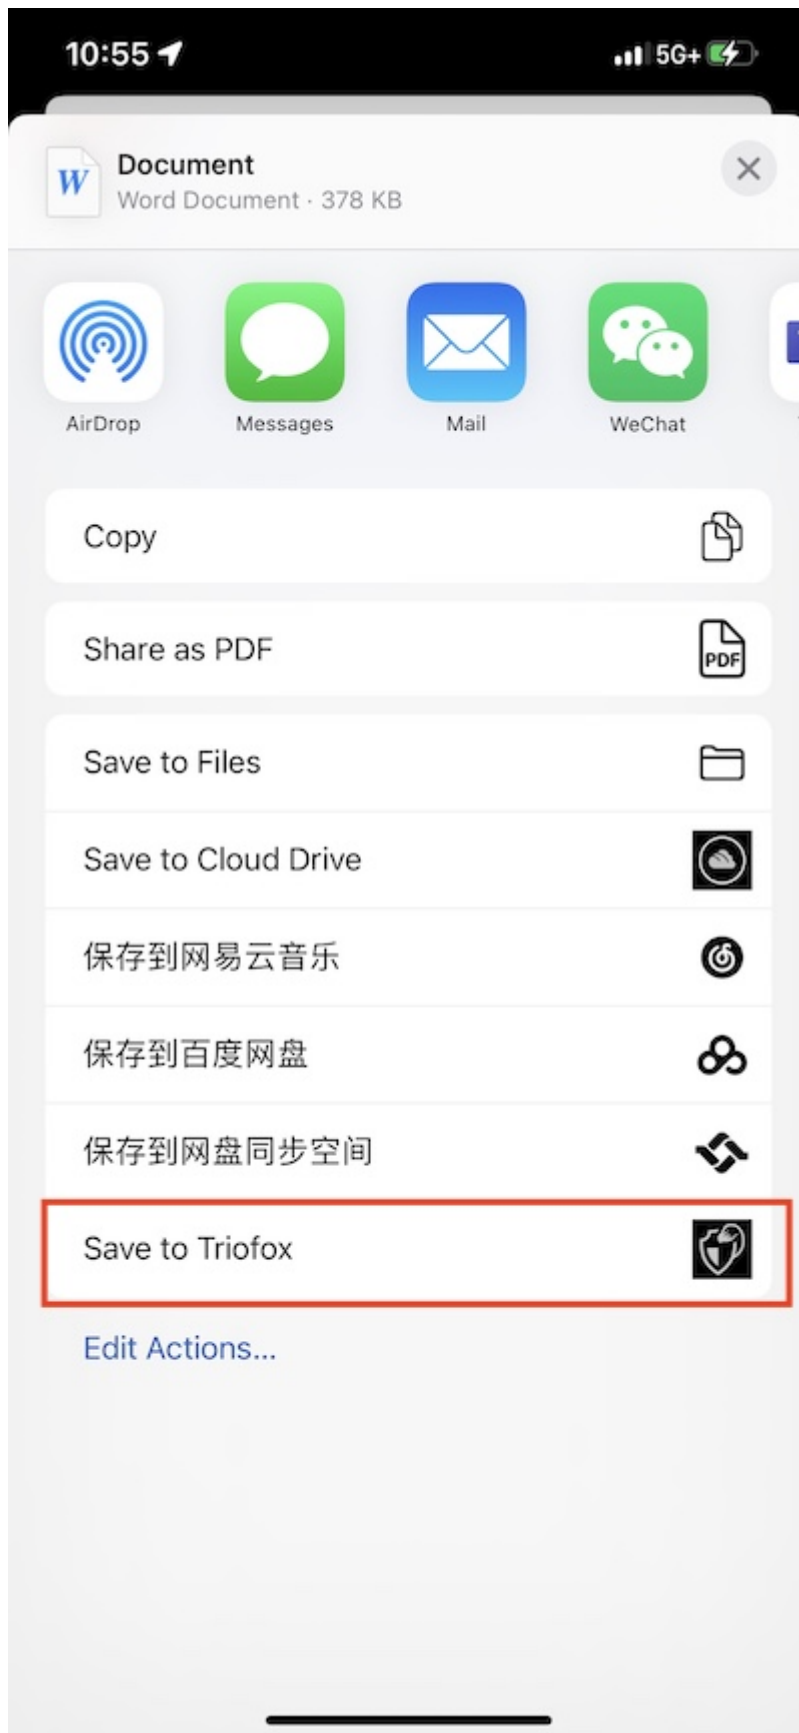 10:55
5G+
W
Document
Word Document · 378 KB
AirDrop
Messages
Mail
WeChat
Copy
Share as PDF
PDF
Save to Files
Save to Cloud Drive
保存到网易云音乐
保存到百度网盘
保存到网盘同步空间
Save to Triofox
Edit Actions...